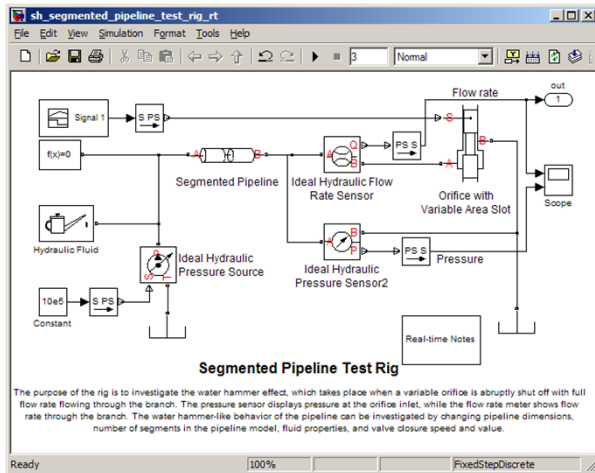 sh_segmented_pipeline_test_rig_rt
File Edit View Simulation Format Tools Help
3 Normal
Flow rate
out
1
Signal 1
S PS
S
f(x)=0
A B
Segmented Pipeline
A Q B
Ideal Hydraulic Flow
Rate Sensor
PS S
A B
Orifice with
Variable Area Slot
Scope
Hydraulic Fluid
P S T
Ideal Hydraulic
Pressure Source
A B P
Ideal Hydraulic
Pressure Sensor2
PS S
Pressure
10e5
Constant
S PS
Real-time Notes
Segmented Pipeline Test Rig
The purpose of the rig is to investigate the water hammer effect, which takes place when a variable orifice is abruptly shut off with full
flow rate flowing through the branch. The pressure sensor displays pressure at the orifice inlet, while the flow rate meter shows flow
rate through the branch. The water hammer-like behavior of the pipeline can be investigated by changing pipeline dimensions,
number of segments in the pipeline model, fluid properties, and valve closure speed and value.
Ready 100% FixedStepDiscrete